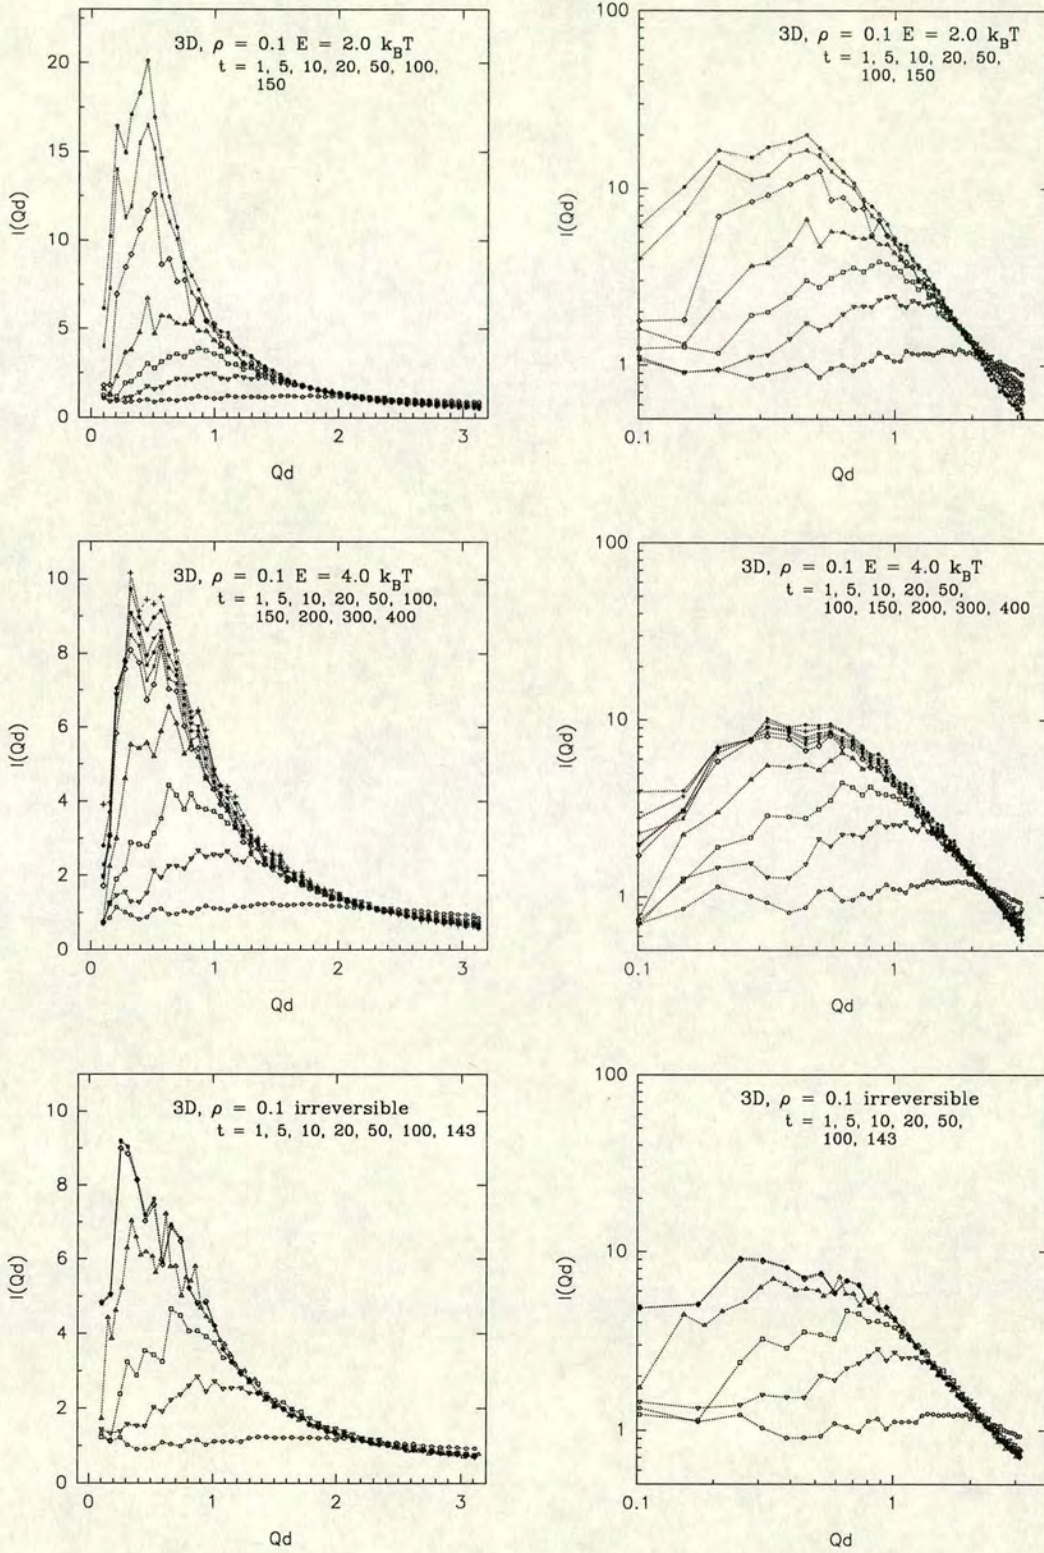 3D, ρ = 0.1 E = 2.0 k_BT
t = 1, 5, 10, 20, 50, 100,
150
20
15
10
5
0
I(Qd)
0 1 2 3
Qd
3D, ρ = 0.1 E = 2.0 k_BT
t = 1, 5, 10, 20, 50,
100, 150
100
10
1
I(Qd)
0.1 1
Qd
3D, ρ = 0.1 E = 4.0 k_BT
t = 1, 5, 10, 20, 50, 100,
150, 200, 300, 400
10
8
6
4
2
0
I(Qd)
0 1 2 3
Qd
3D, ρ = 0.1 E = 4.0 k_BT
t = 1, 5, 10, 20, 50,
100, 150, 200, 300, 400
100
10
1
I(Qd)
0.1 1
Qd
3D, ρ = 0.1 irreversible
t = 1, 5, 10, 20, 50, 100, 143
10
8
6
4
2
0
I(Qd)
0 1 2 3
Qd
3D, ρ = 0.1 irreversible
t = 1, 5, 10, 20, 50,
100, 143
100
10
1
I(Qd)
0.1 1
Qd